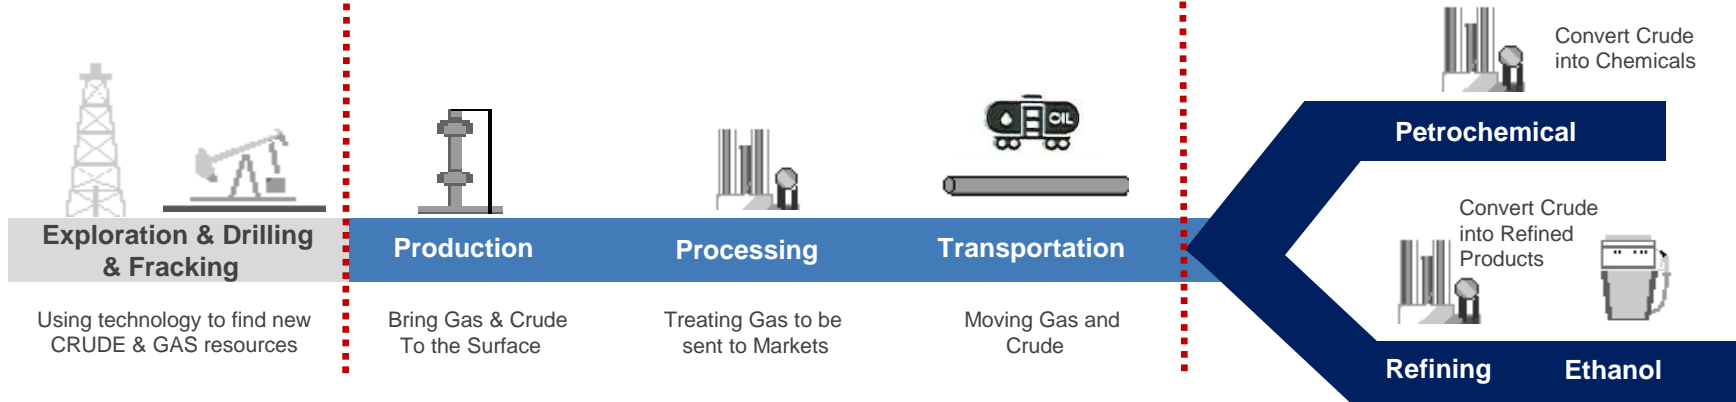 Exploration & Drilling
& Fracking
Using technology to find new
CRUDE & GAS resources
Production
Bring Gas & Crude
To the Surface
Processing
Treating Gas to be
sent to Markets
OIL
Transportation
Moving Gas and
Crude
Convert Crude
into Chemicals
Petrochemical
Convert Crude
into Refined
Products
Refining
Ethanol